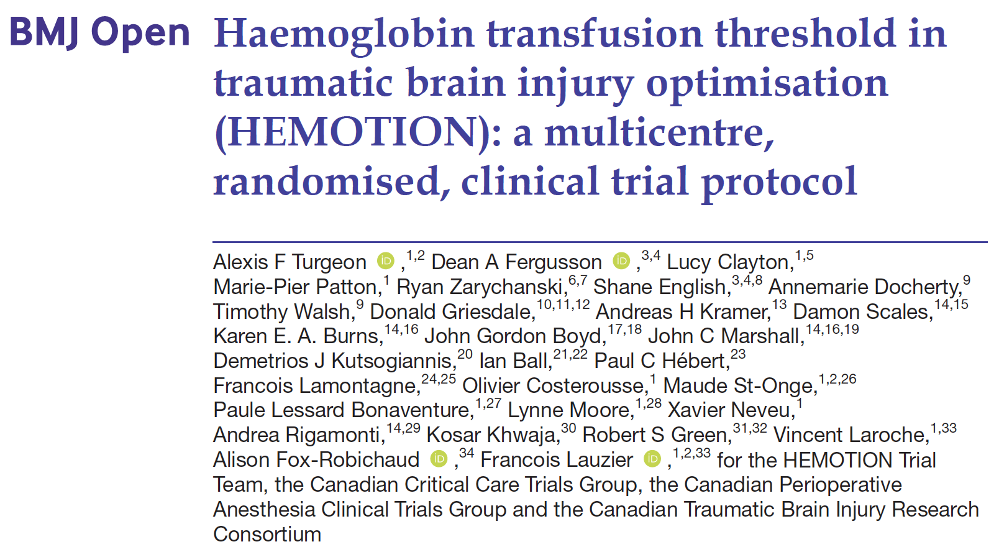 BMJ Open Haemoglobin transfusion threshold in
traumatic brain injury optimisation
(HEMOTION): a multicentre,
randomised, clinical trial protocol
Alexis F Turgeon iD ,1,2 Dean A Fergusson iD ,3,4 Lucy Clayton,1,5
Marie-Pier Patton,1 Ryan Zarychanski,6,7 Shane English,3,4,8 Annemarie Docherty,9
Timothy Walsh,9 Donald Griesdale,10,11,12 Andreas H Kramer,13 Damon Scales,14,15
Karen E. A. Burns,14,16 John Gordon Boyd,17,18 John C Marshall,14,16,19
Demetrios J Kutsogiannis,20 Ian Ball,21,22 Paul C Hébert,23
Francois Lamontagne,24,25 Olivier Costerousse,1 Maude St-Onge,1,2,26
Paule Lessard Bonaventure,1,27 Lynne Moore,1,28 Xavier Neveu,1
Andrea Rigamonti,14,29 Kosar Khwaja,30 Robert S Green,31,32 Vincent Laroche,1,33
Alison Fox-Robichaud iD ,34 Francois Lauzier iD ,1,2,33 for the HEMOTION Trial
Team, the Canadian Critical Care Trials Group, the Canadian Perioperative
Anesthesia Clinical Trials Group and the Canadian Traumatic Brain Injury Research
Consortium